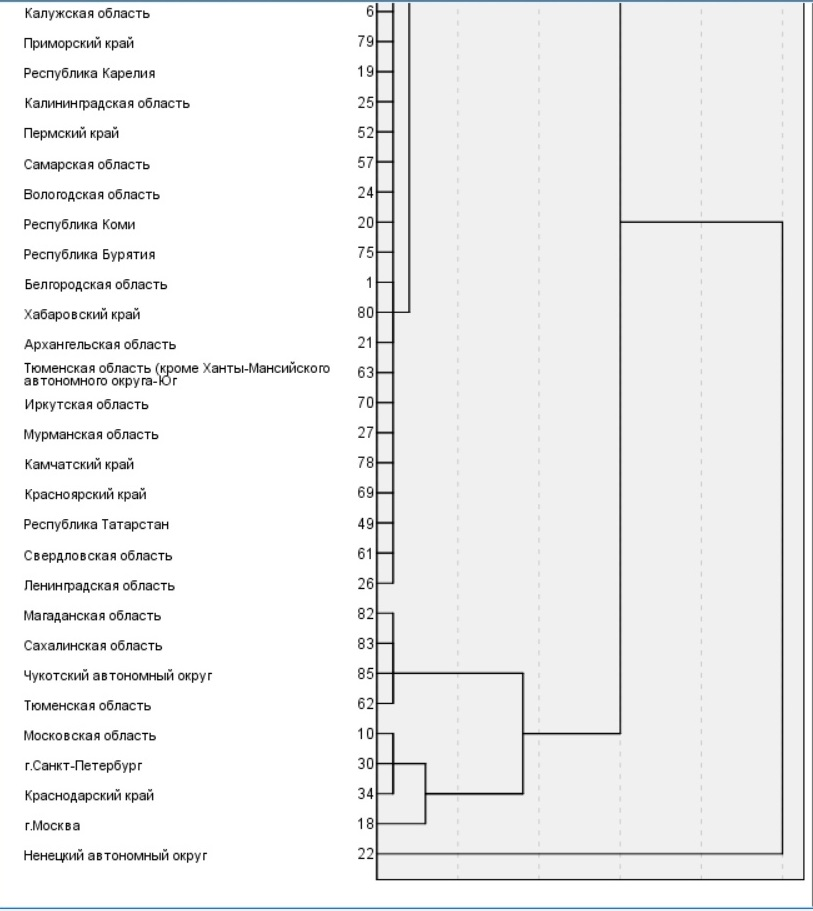 Калужская область 6
Приморский край 79
Республика Карелия 19
Калининградская область 25
Пермский край 52
Самарская область 57
Вологодская область 24
Республика Коми 20
Республика Бурятия 75
Белгородская область 1
Хабаровский край 80
Архангельская область 21
Тюменская область (кроме Ханты-Мансийского
автономного округа-Юг 63
Иркутская область 70
Мурманская область 27
Камчатский край 78
Красноярский край 69
Республика Татарстан 49
Свердловская область 61
Ленинградская область 26
Магаданская область 82
Сахалинская область 83
Чукотский автономный округ 85
Тюменская область 62
Московская область 10
г.Санкт-Петербург 30
Краснодарский край 34
г.Москва 18
Ненецкий автономный округ 22